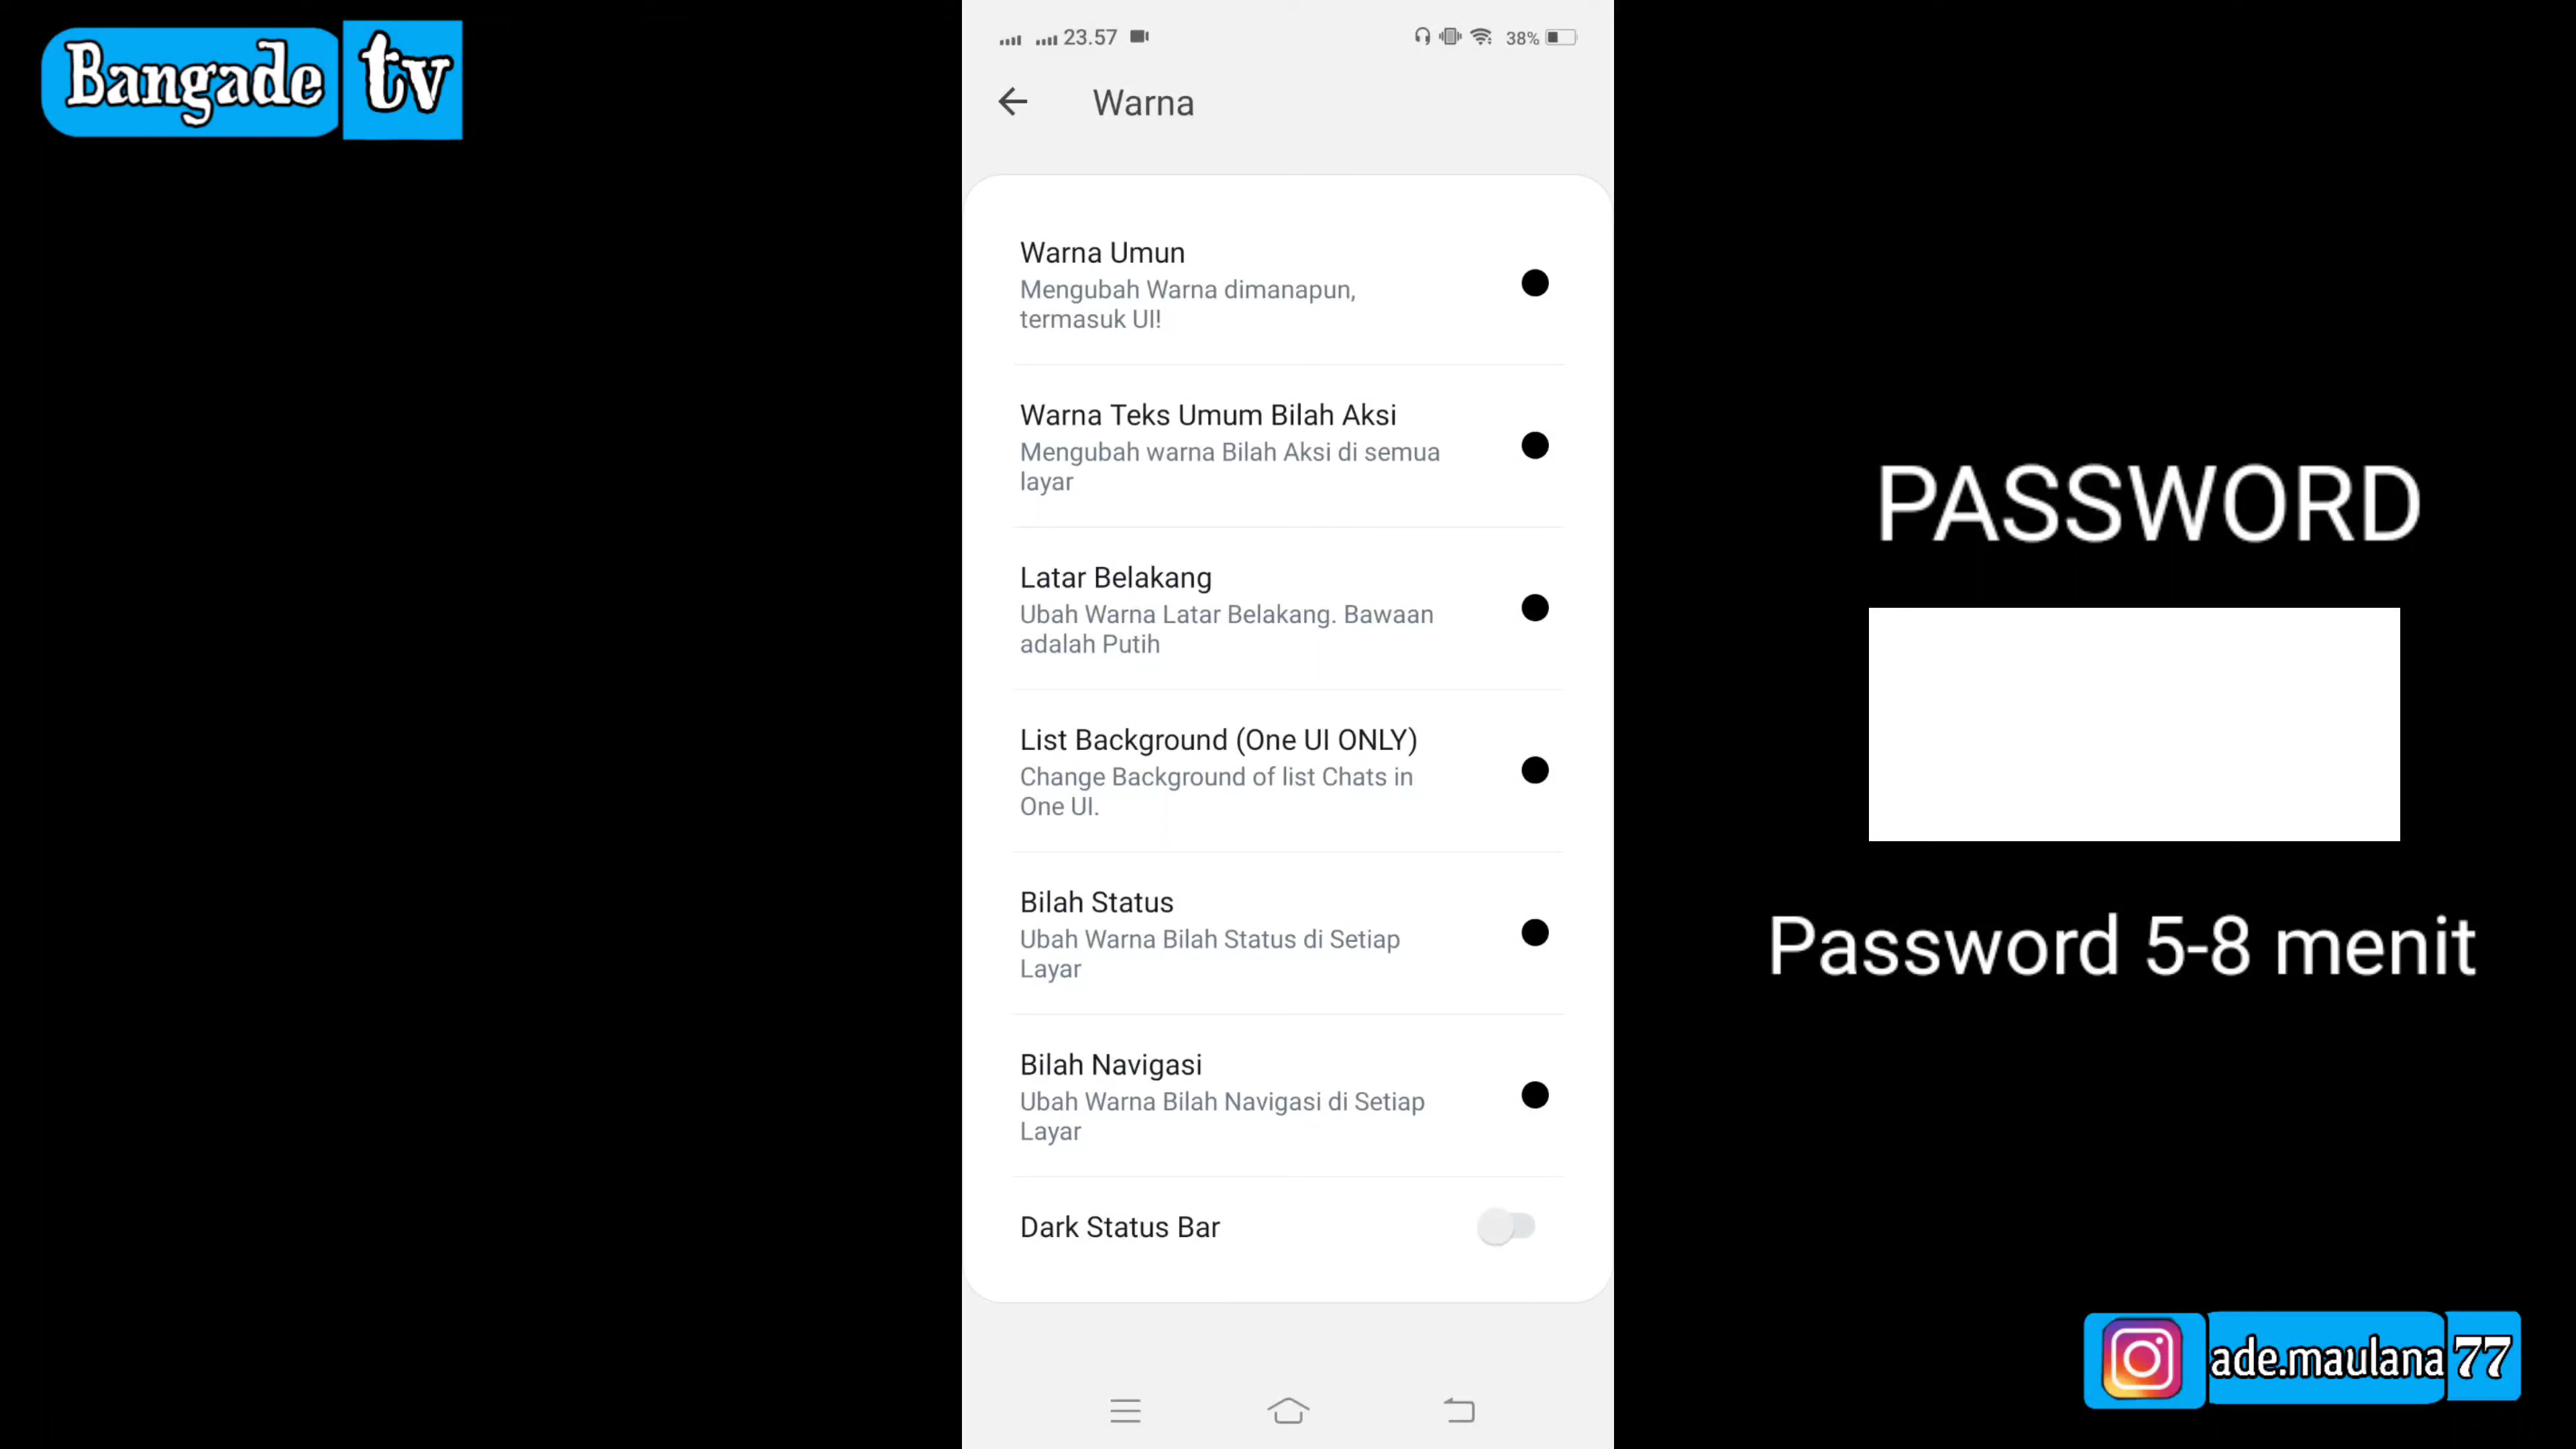 Bangade tv
23.57
38%
Warna
Warna Umun
Mengubah Warna dimanapun,
termasuk UI!
Warna Teks Umum Bilah Aksi
Mengubah warna Bilah Aksi di semua
layar
Latar Belakang
Ubah Warna Latar Belakang. Bawaan
adalah Putih
List Background (One UI ONLY)
Change Background of list Chats in
One UI.
Bilah Status
Ubah Warna Bilah Status di Setiap
Layar
Bilah Navigasi
Ubah Warna Bilah Navigasi di Setiap
Layar
Dark Status Bar
PASSWORD
Password 5-8 menit
ade.maulana77